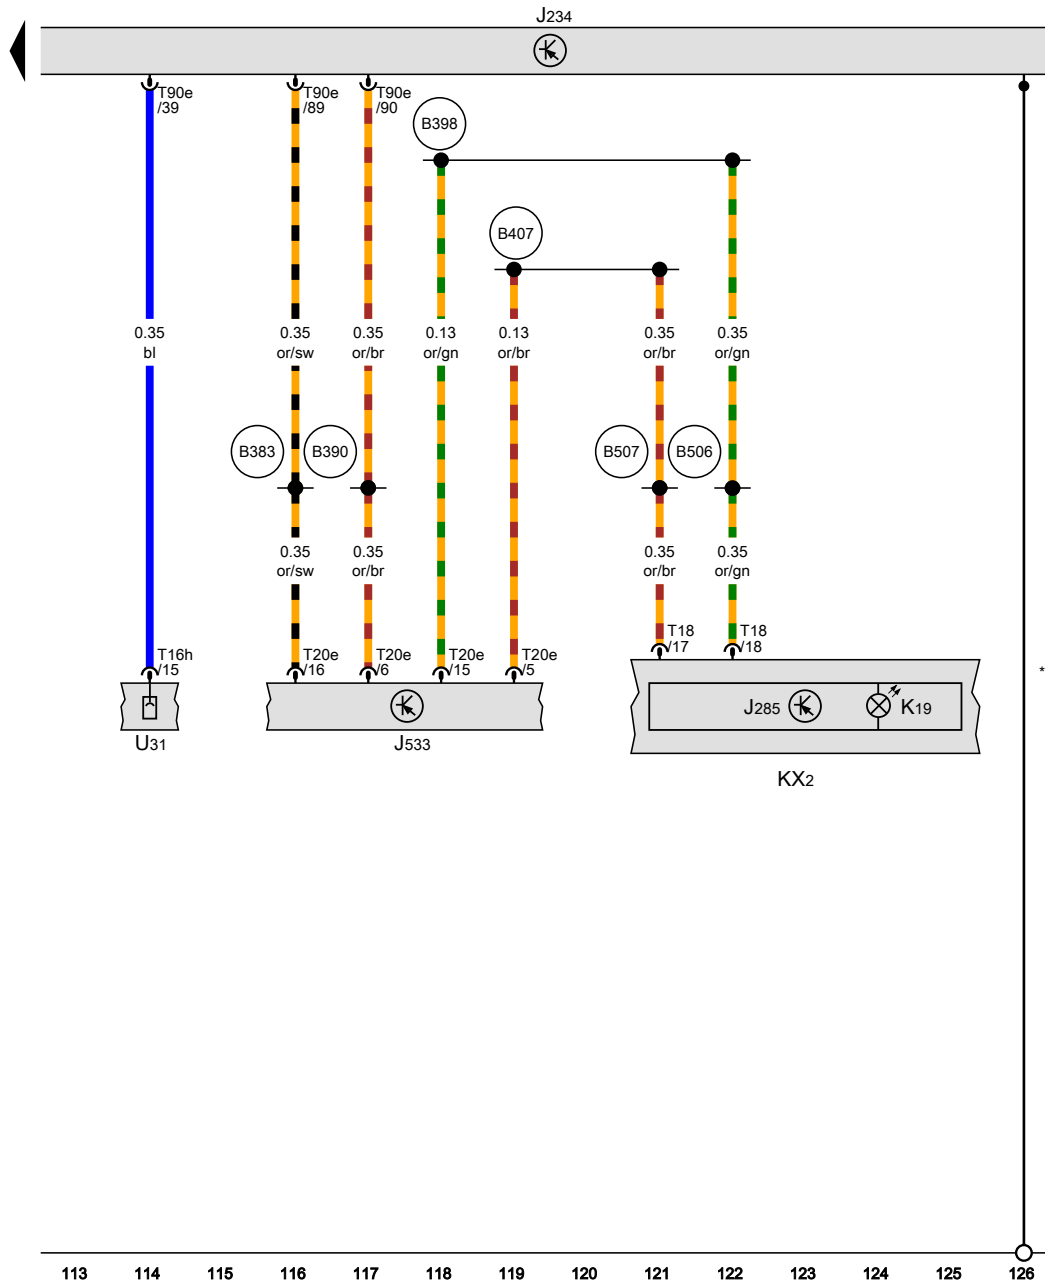 J234
T90e
/39
T90e
/89
T90e
/90
B398
B407
0.35
bl
0.35
or/sw
0.35
or/br
0.13
or/gn
0.13
or/br
0.35
or/br
0.35
or/gn
B383
B390
B507
B506
0.35
or/sw
0.35
or/br
0.35
or/br
0.35
or/gn
T16h
/15
T20e
/16
T20e
/6
T20e
/15
T20e
/5
T18
/17
T18
/18
*
J285
K19
U31
J533
KX2
113 114 115 116 117 118 119 120 121 122 123 124 125 126